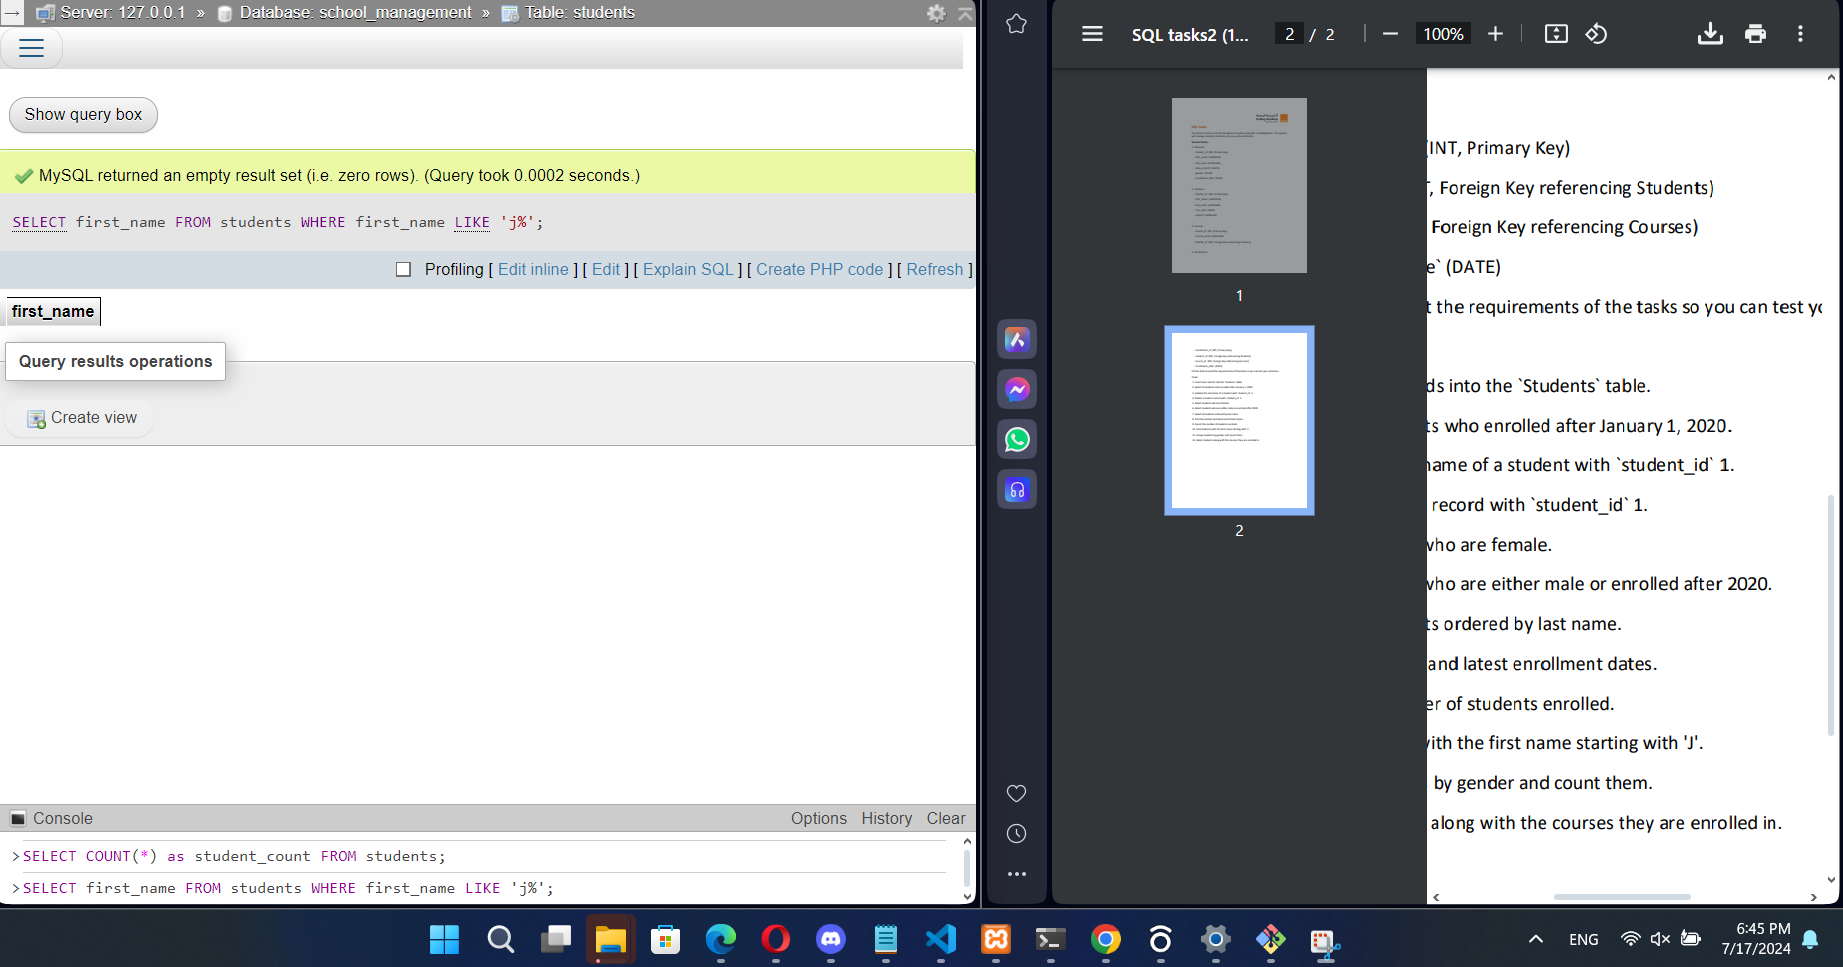 Server: 127.0.0.1 » Database: school_management » Table: students
Show query box
MySQL returned an empty result set (i.e. zero rows). (Query took 0.0002 seconds.)
SELECT first_name FROM students WHERE first_name LIKE 'j%';
Profiling [ Edit inline ] [ Edit ] [ Explain SQL ] [ Create PHP code ] [ Refresh ]
first_name
Query results operations
Create view
Console Options History Clear
>SELECT COUNT(*) as student_count FROM students;
>SELECT first_name FROM students WHERE first_name LIKE 'j%';
SQL tasks2 (1... 2 / 2 100%
1
2
(INT, Primary Key)
, Foreign Key referencing Students)
Foreign Key referencing Courses)
e` (DATE)
t the requirements of the tasks so you can test yo
ds into the `Students` table.
ts who enrolled after January 1, 2020.
name of a student with `student_id` 1.
record with `student_id` 1.
who are female.
who are either male or enrolled after 2020.
ts ordered by last name.
and latest enrollment dates.
er of students enrolled.
with the first name starting with 'J'.
by gender and count them.
along with the courses they are enrolled in.
ENG
6:45 PM
7/17/2024